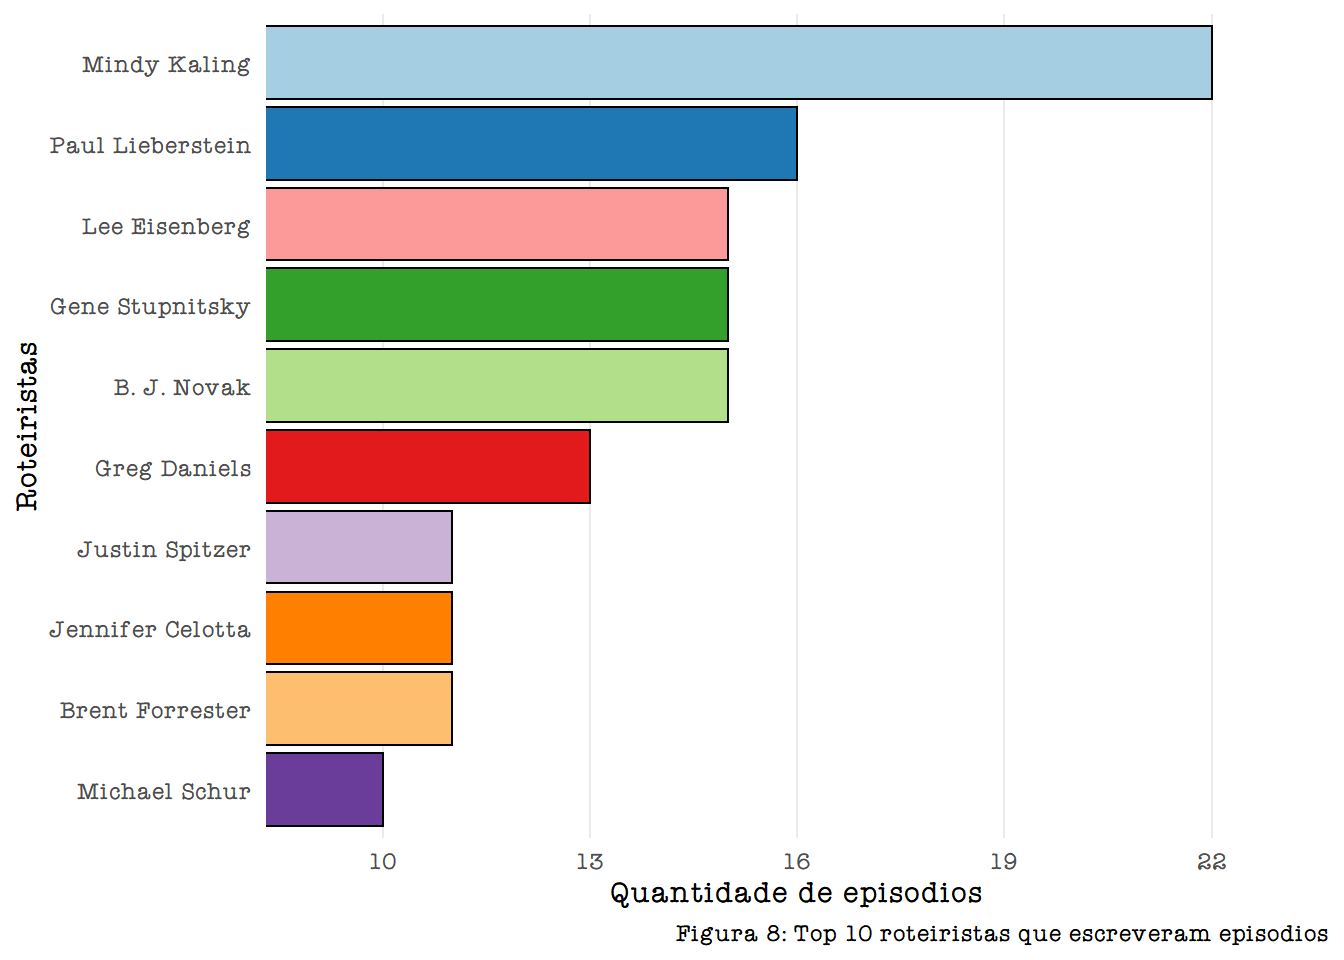 Mindy Kaling
Paul Lieberstein
Lee Eisenberg
Gene Stupnitsky
B. J. Novak
Greg Daniels
Justin Spitzer
Jennifer Celotta
Brent Forrester
Michael Schur
Roteiristas
10 13 16 19 22
Quantidade de episodios
Figura 8: Top 10 roteiristas que escreveram episodios